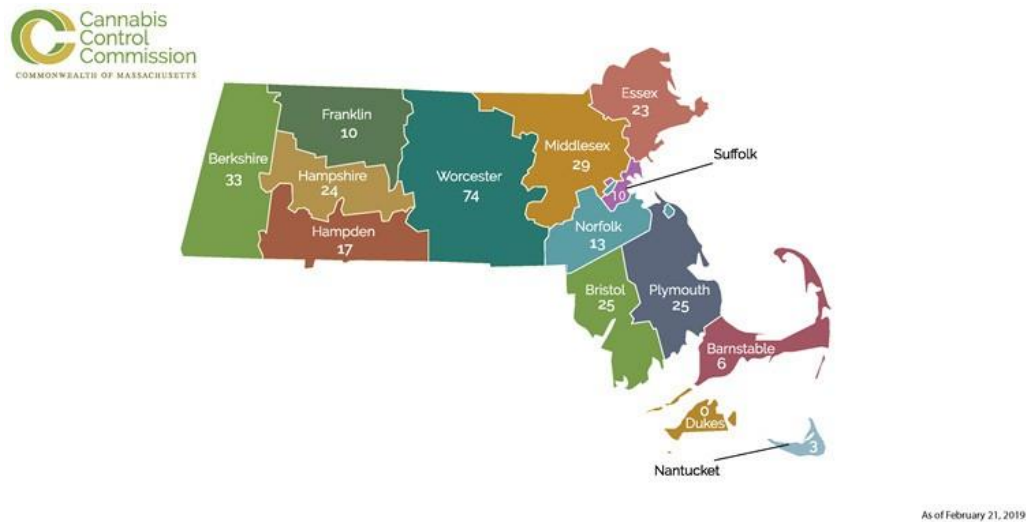 Cannabis
Control
Commission
COMMONWEALTH OF MASSACHUSETTS
Essex
23
Franklin
10
Middlesex
29
Suffolk
10
Berkshire
33
Hampshire
24
Worcester
74
Hampden
17
Norfolk
13
Bristol
25
Plymouth
25
Barnstable
6
0
Dukes
3
Nantucket
As of February 21, 2019